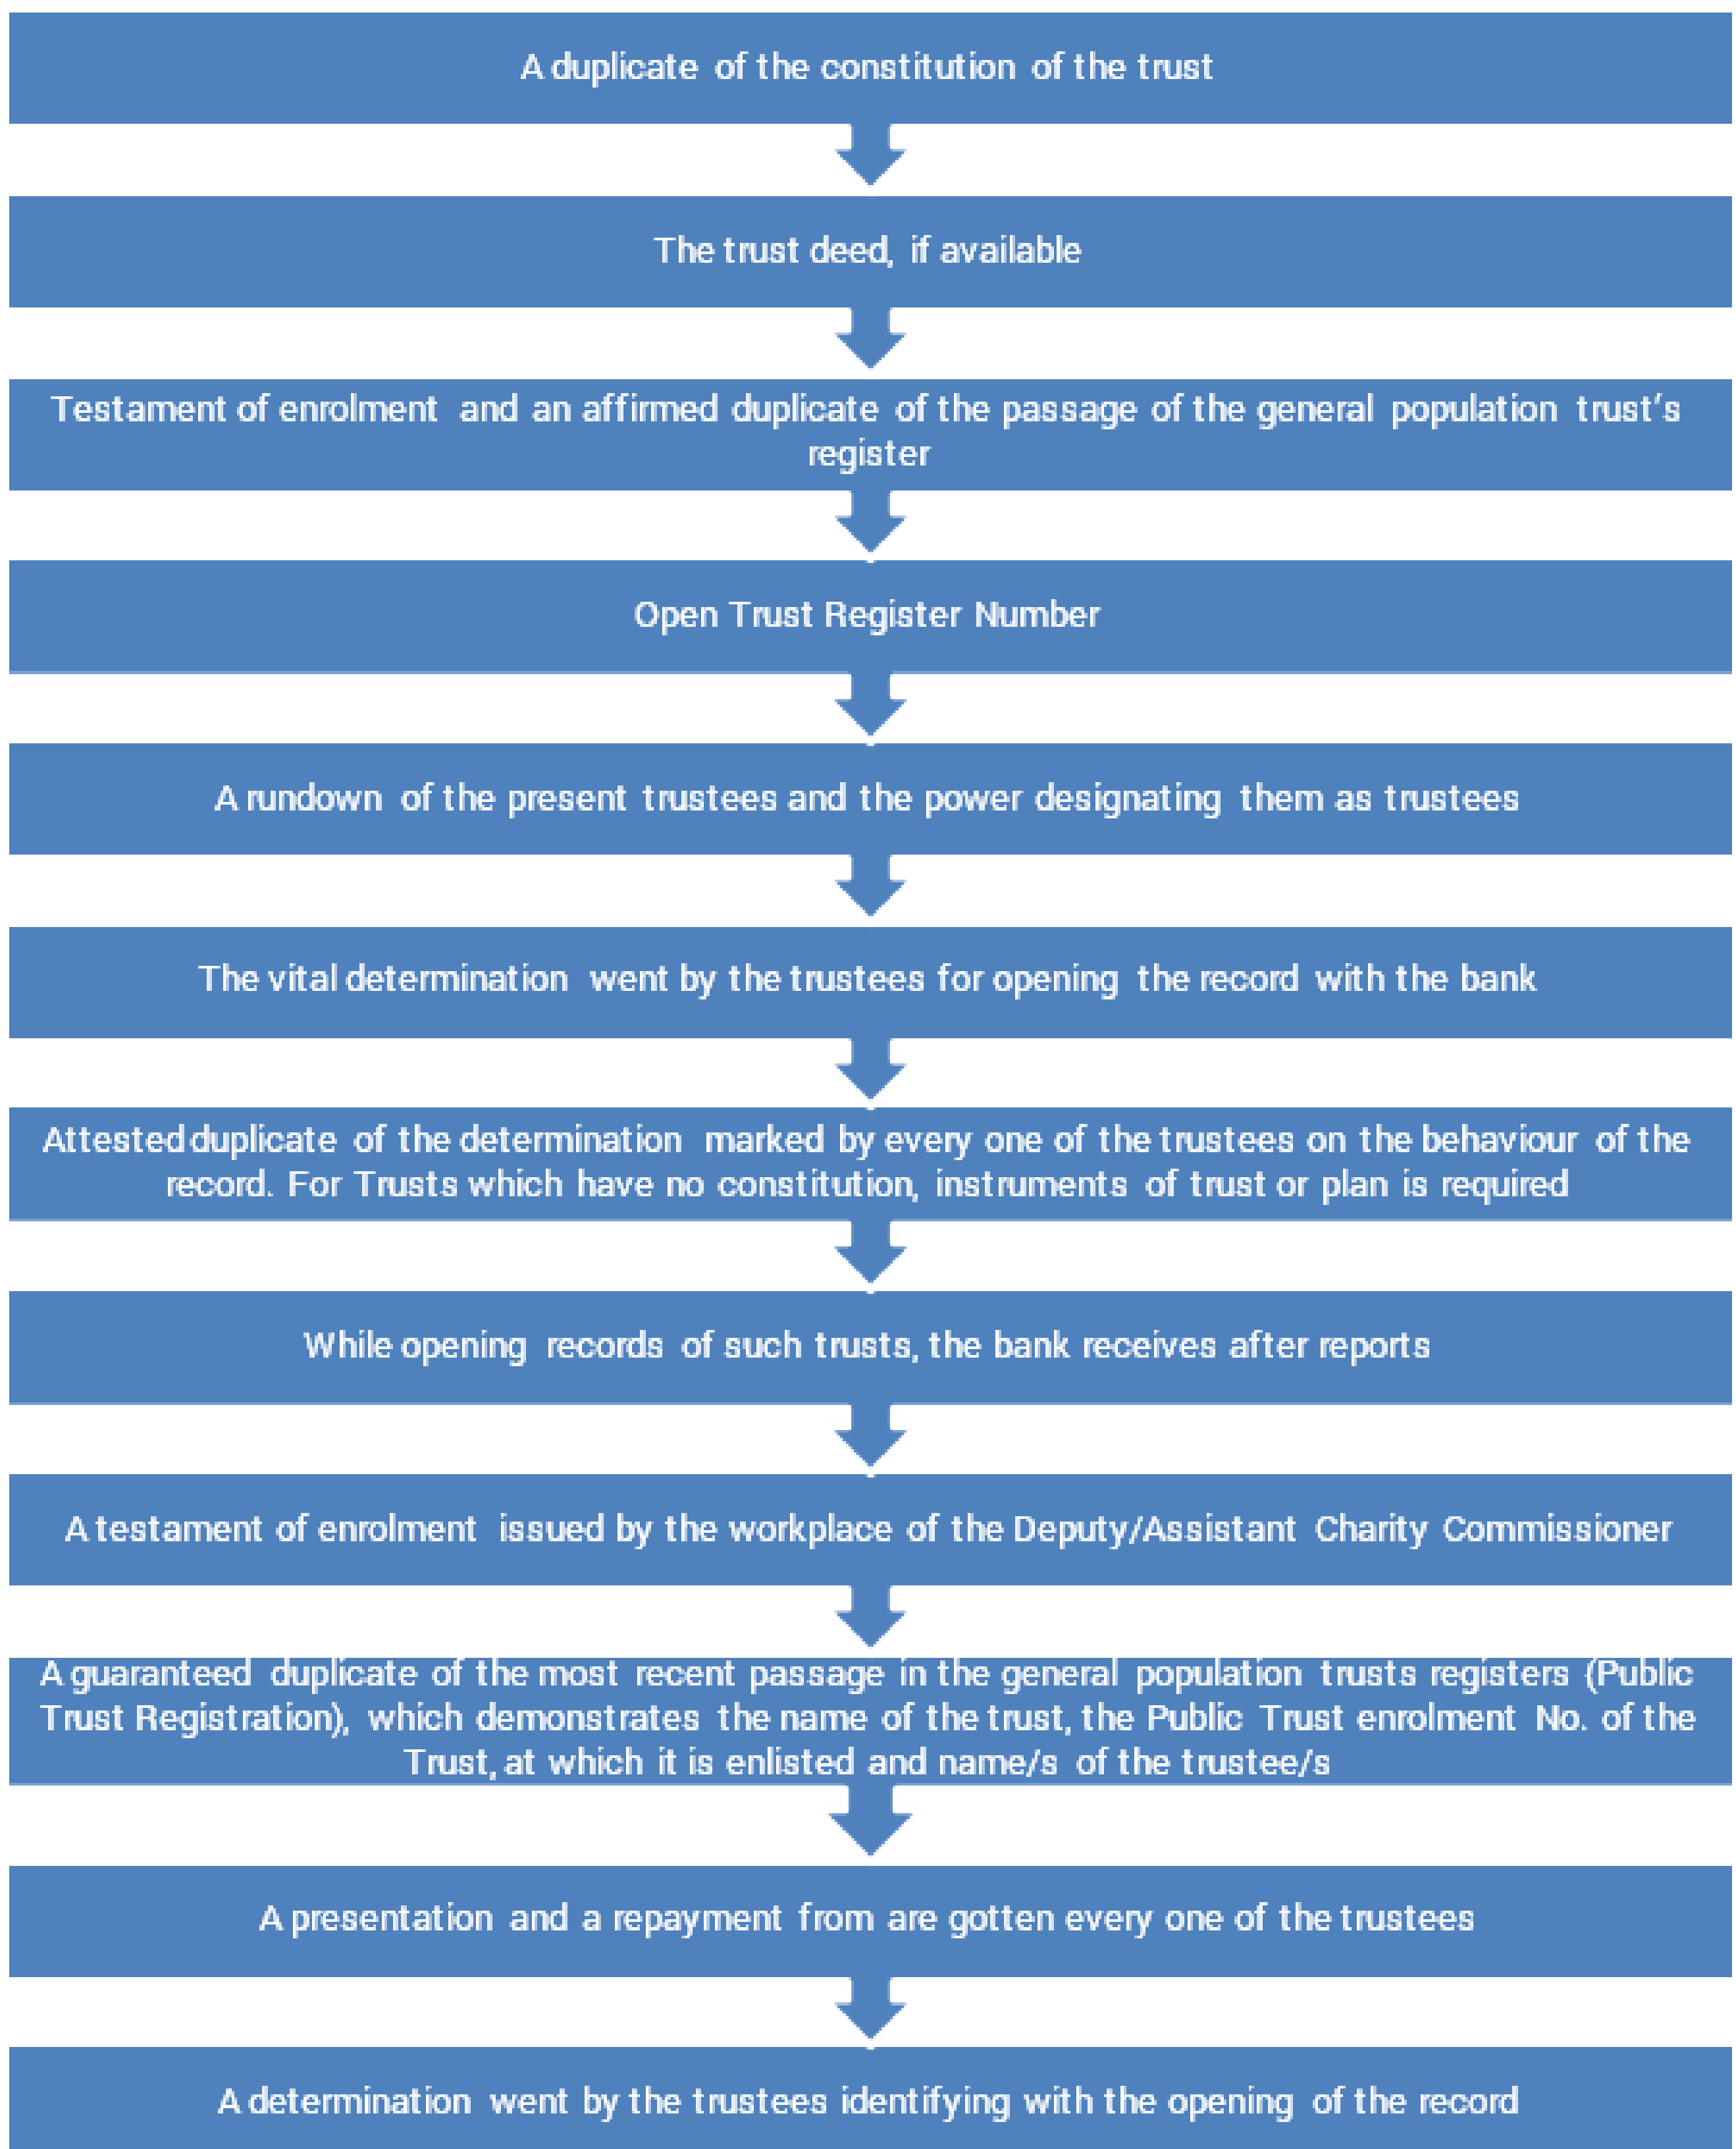 A duplicate of the constitution of the trust
The trust deed, if available
Testament of enrolment and an affirmed duplicate of the passage of the general population trust's
register
Open Trust Register Number
A rundown of the present trustees and the power designating them as trustees
The vital determination went by the trustees for opening the record with the bank
Attested duplicate of the determination marked by every one of the trustees on the behaviour of the
record. For Trusts which have no constitution, instruments of trust or plan is required
While opening records of such trusts, the bank receives after reports
A testament of enrolment issued by the workplace of the Deputy/Assistant Charity Commissioner
A guaranteed duplicate of the most recent passage in the general population trusts registers (Public
Trust Registration), which demonstrates the name of the trust, the Public Trust enrolment No. of the
Trust, at which it is enlisted and name/s of the trustee/s
A presentation and a repayment from are gotten every one of the trustees
A determination went by the trustees identifying with the opening of the record